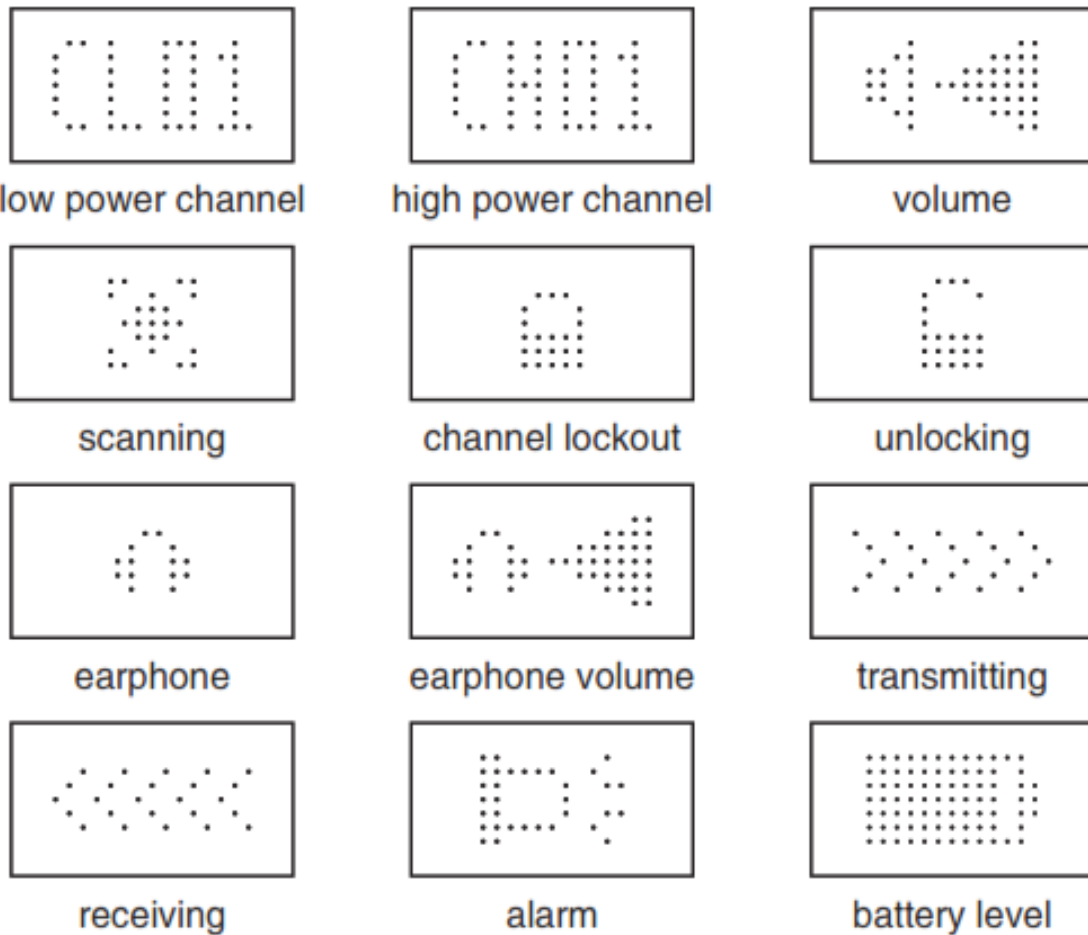 CL01
CH01
low power channel
high power channel
volume
scanning
channel lockout
unlocking
earphone
earphone volume
transmitting
receiving
alarm
battery level